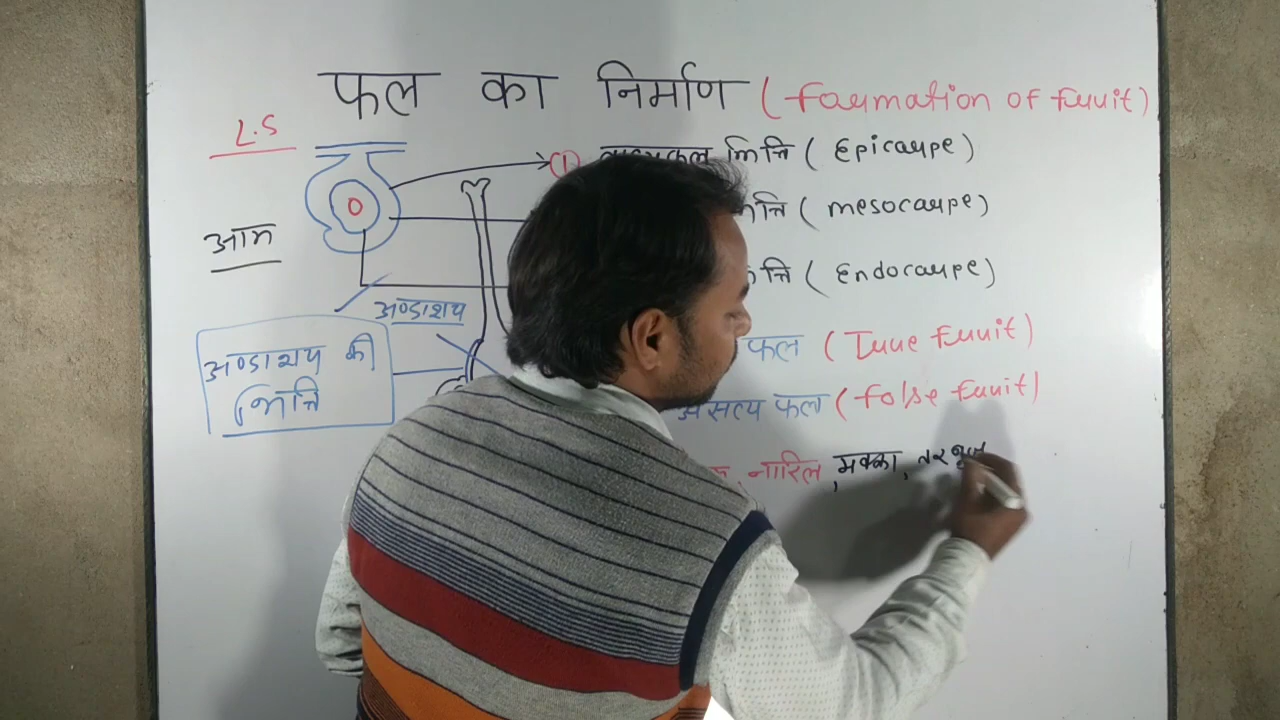 फल का निर्माण (Formation of Fruit)
L.S
① बाह्यफल भित्ति (Epicarpe)
भित्ति (mesocarpe)
आम
भित्ति (Endocarpe)
अण्डाशय
फल (True Fruit)
अण्डाशय की
भित्ति
असत्य फल (false Fruit)
नारिल, मक्का, तरबूज